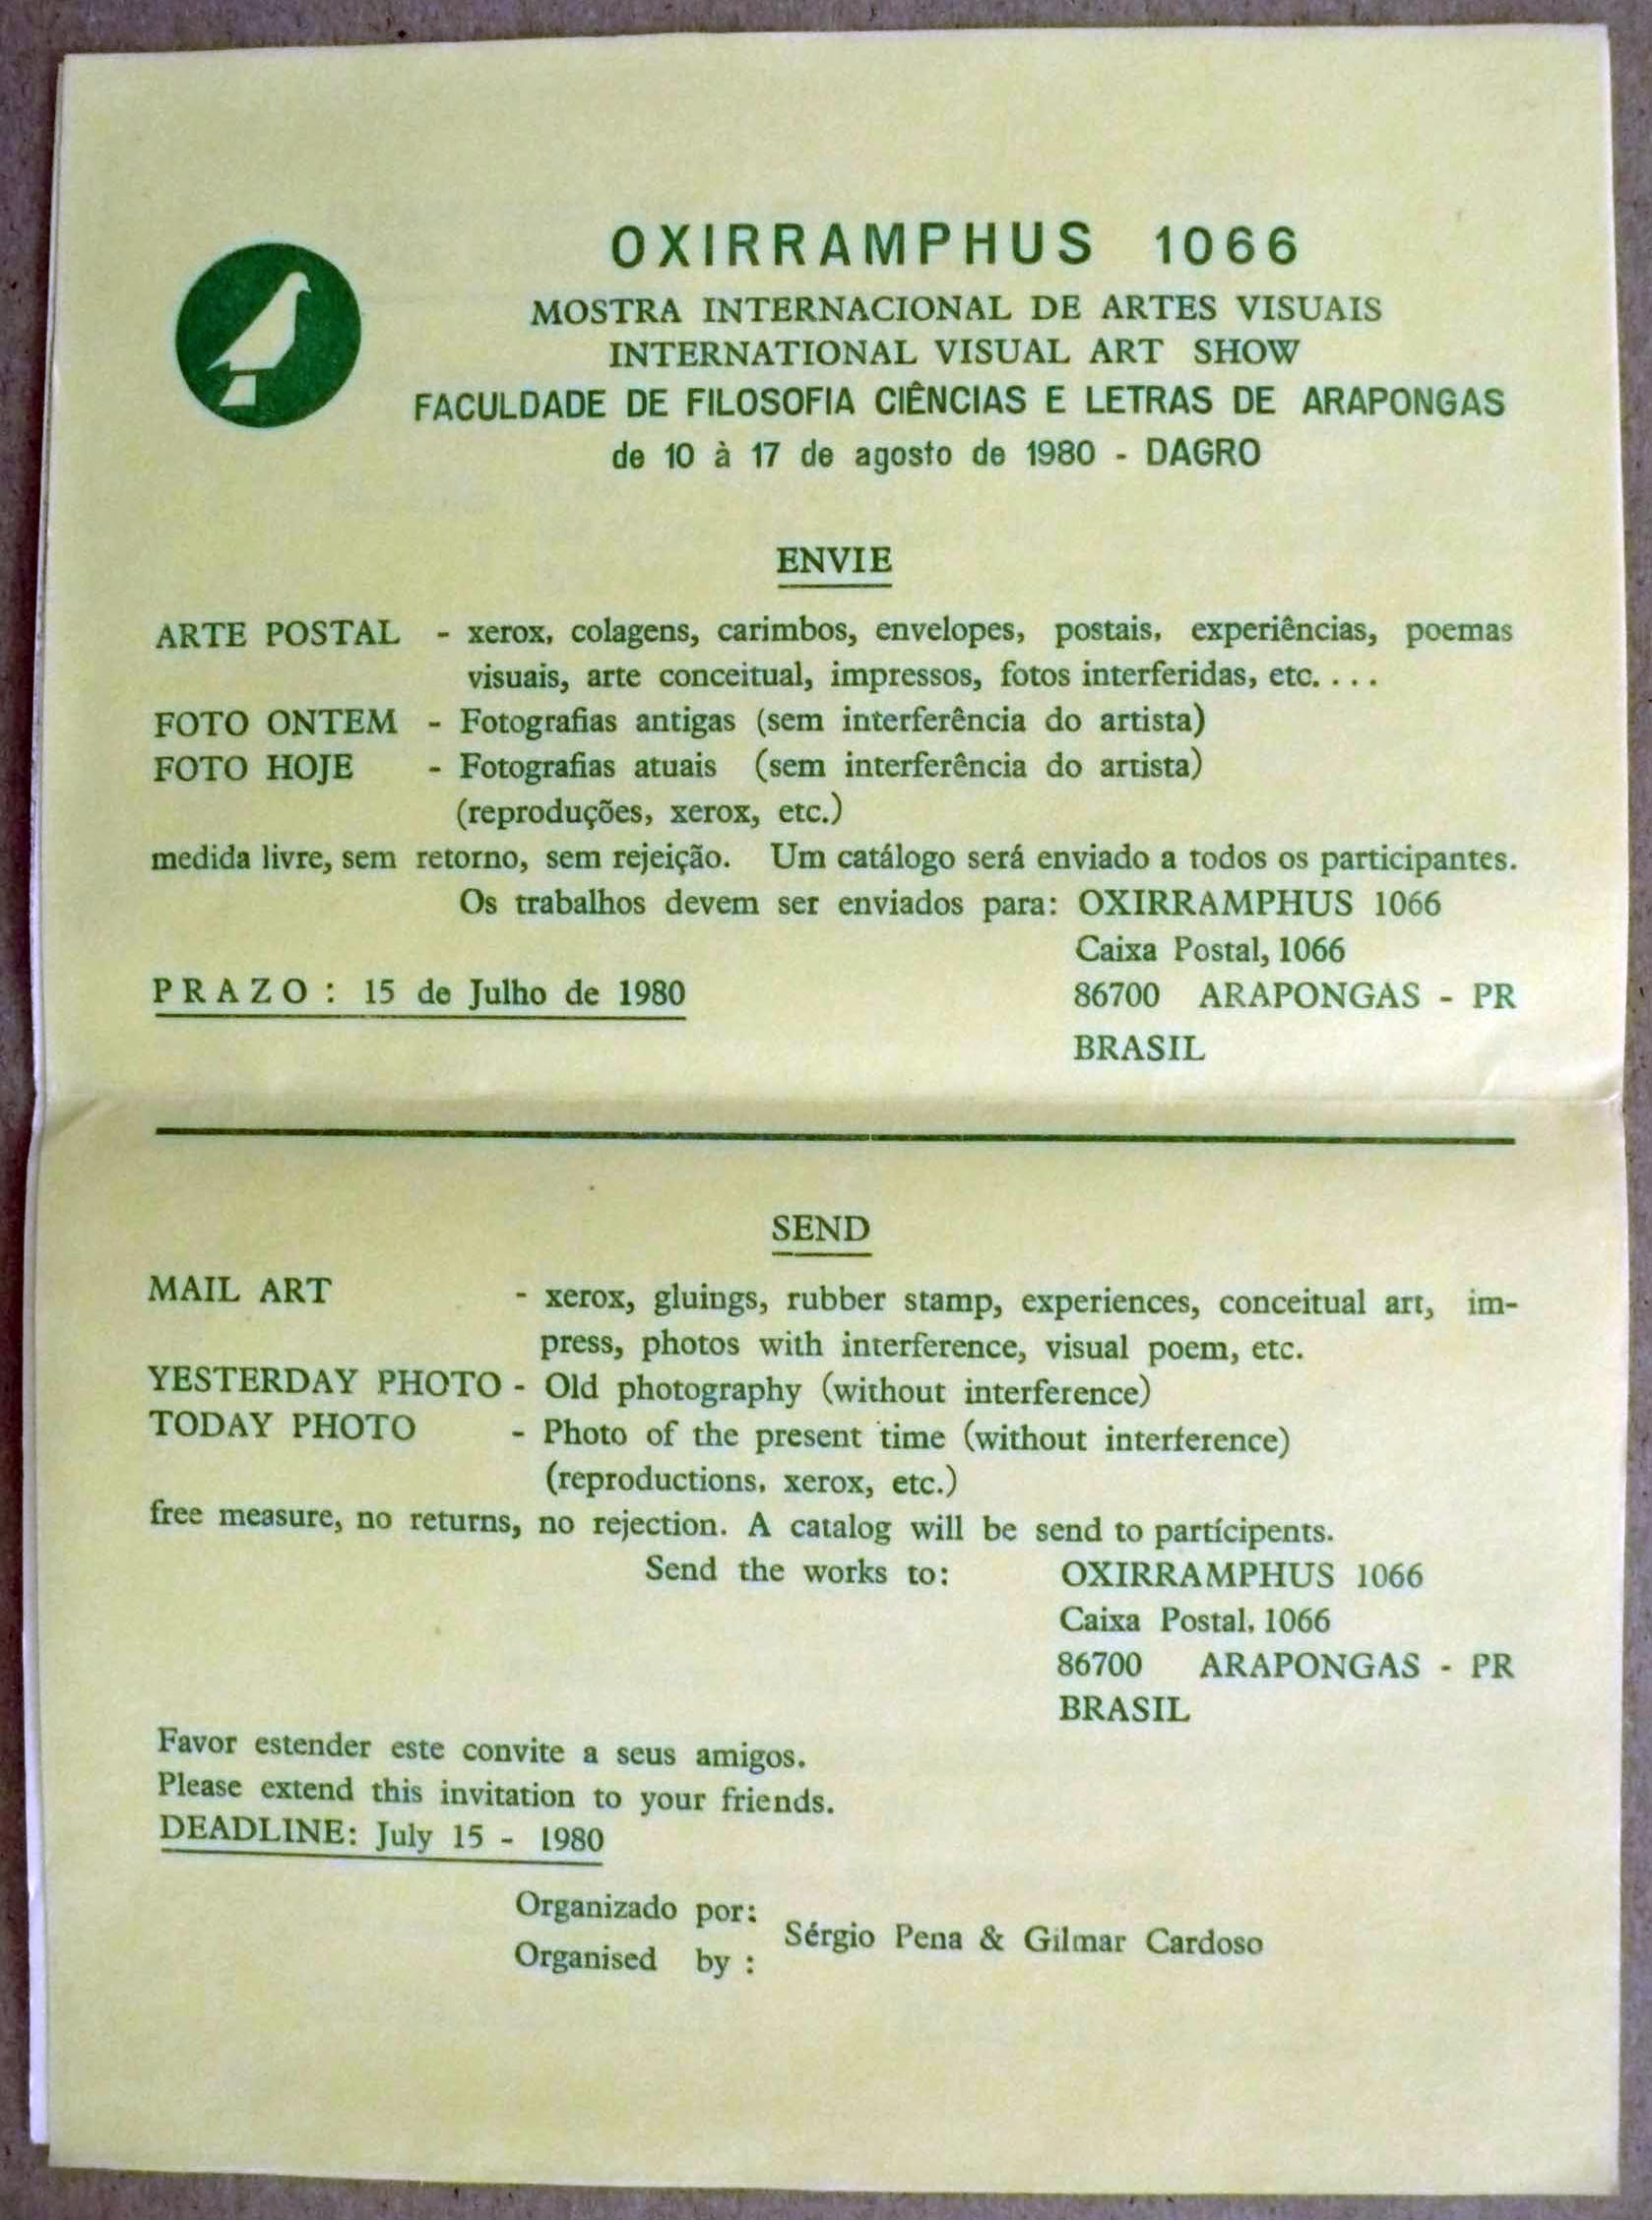 OXIRRAMPHUS 1066
MOSTRA INTERNACIONAL DE ARTES VISUAIS
INTERNATIONAL VISUAL ART SHOW
FACULDADE DE FILOSOFIA CIÊNCIAS E LETRAS DE ARAPONGAS
de 10 à 17 de agosto de 1980 - DAGRO
ENVIE
ARTE POSTAL - xerox, colagens, carimbos, envelopes, postais, experiências, poemas
visuais, arte conceitual, impressos, fotos interferidas, etc. . . .
FOTO ONTEM - Fotografias antigas (sem interferência do artista)
FOTO HOJE - Fotografias atuais (sem interferência do artista)
(reproduções, xerox, etc.)
medida livre, sem retorno, sem rejeição. Um catálogo será enviado a todos os participantes.
Os trabalhos devem ser enviados para: OXIRRAMPHUS 1066
Caixa Postal, 1066
PRAZO: 15 de Julho de 1980 86700 ARAPONGAS - PR
BRASIL
SEND
MAIL ART - xerox, gluings, rubber stamp, experiences, conceitual art, im-
press, photos with interference, visual poem, etc.
YESTERDAY PHOTO - Old photography (without interference)
TODAY PHOTO - Photo of the present time (without interference)
(reproductions, xerox, etc.)
free measure, no returns, no rejection. A catalog will be send to partícipents.
Send the works to: OXIRRAMPHUS 1066
Caixa Postal, 1066
86700 ARAPONGAS - PR
BRASIL
Favor estender este convite a seus amigos.
Please extend this invitation to your friends.
DEADLINE: July 15 - 1980
Organizado por:
Sérgio Pena & Gilmar Cardoso
Organised by :